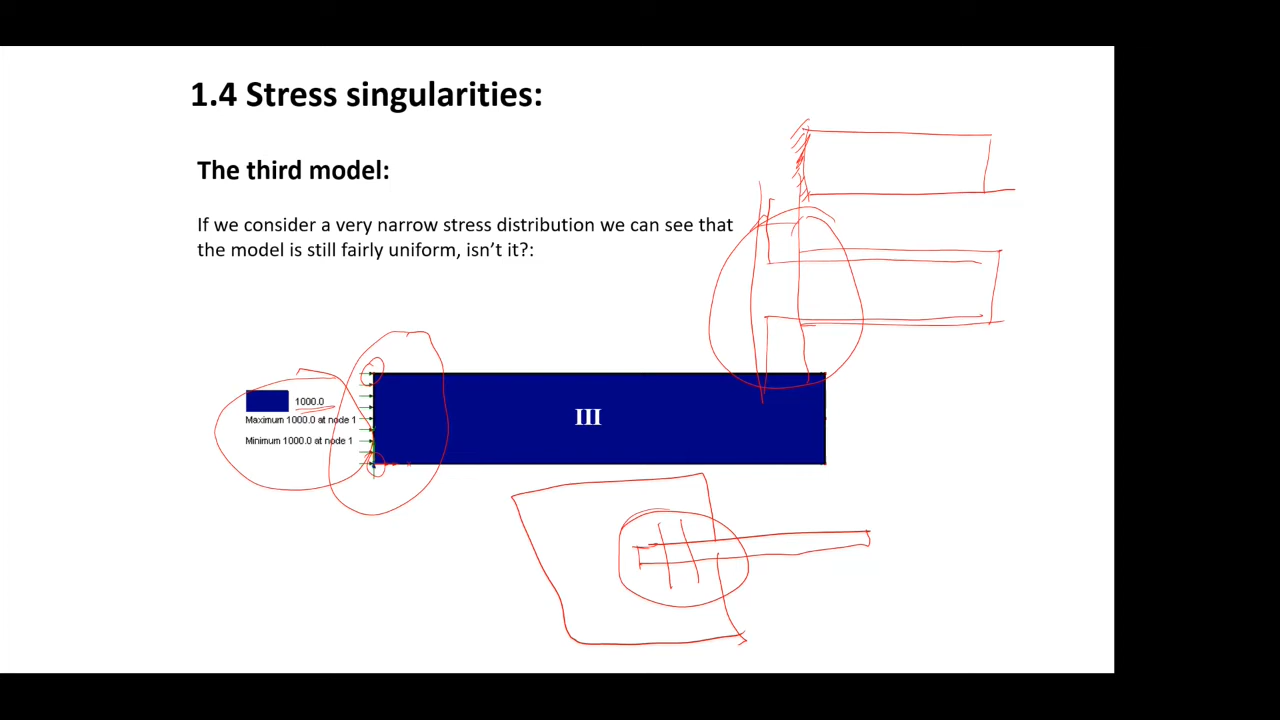 1.4 Stress singularities:
The third model:
If we consider a very narrow stress distribution we can see that
the model is still fairly uniform, isn’t it?:
1000.0
Maximum 1000.0 at node 1
Minimum 1000.0 at node 1
III